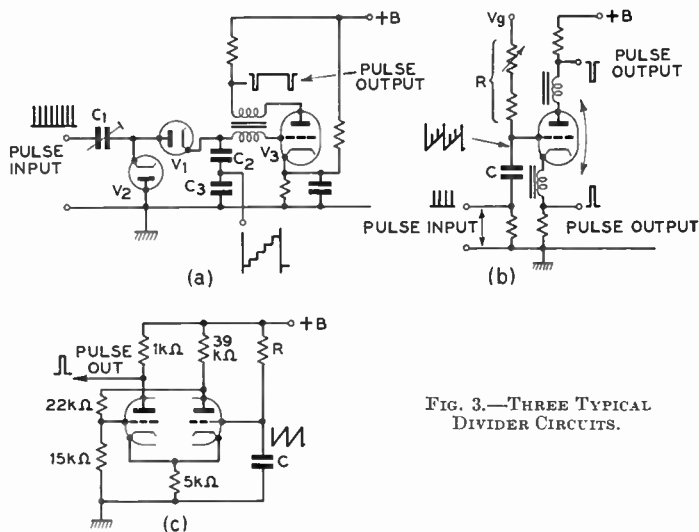 +B
PULSE
OUTPUT
C1
PULSE
INPUT
V1
V2
C2
C3
V3
(a)
Vg
+B
R
PULSE
OUTPUT
C
PULSE INPUT
PULSE OUTPUT
(b)
+B
PULSE
OUT
1kΩ
39
kΩ
R
22kΩ
15kΩ
5kΩ
C
(c)
FIG. 3.—THREE TYPICAL
DIVIDER CIRCUITS.